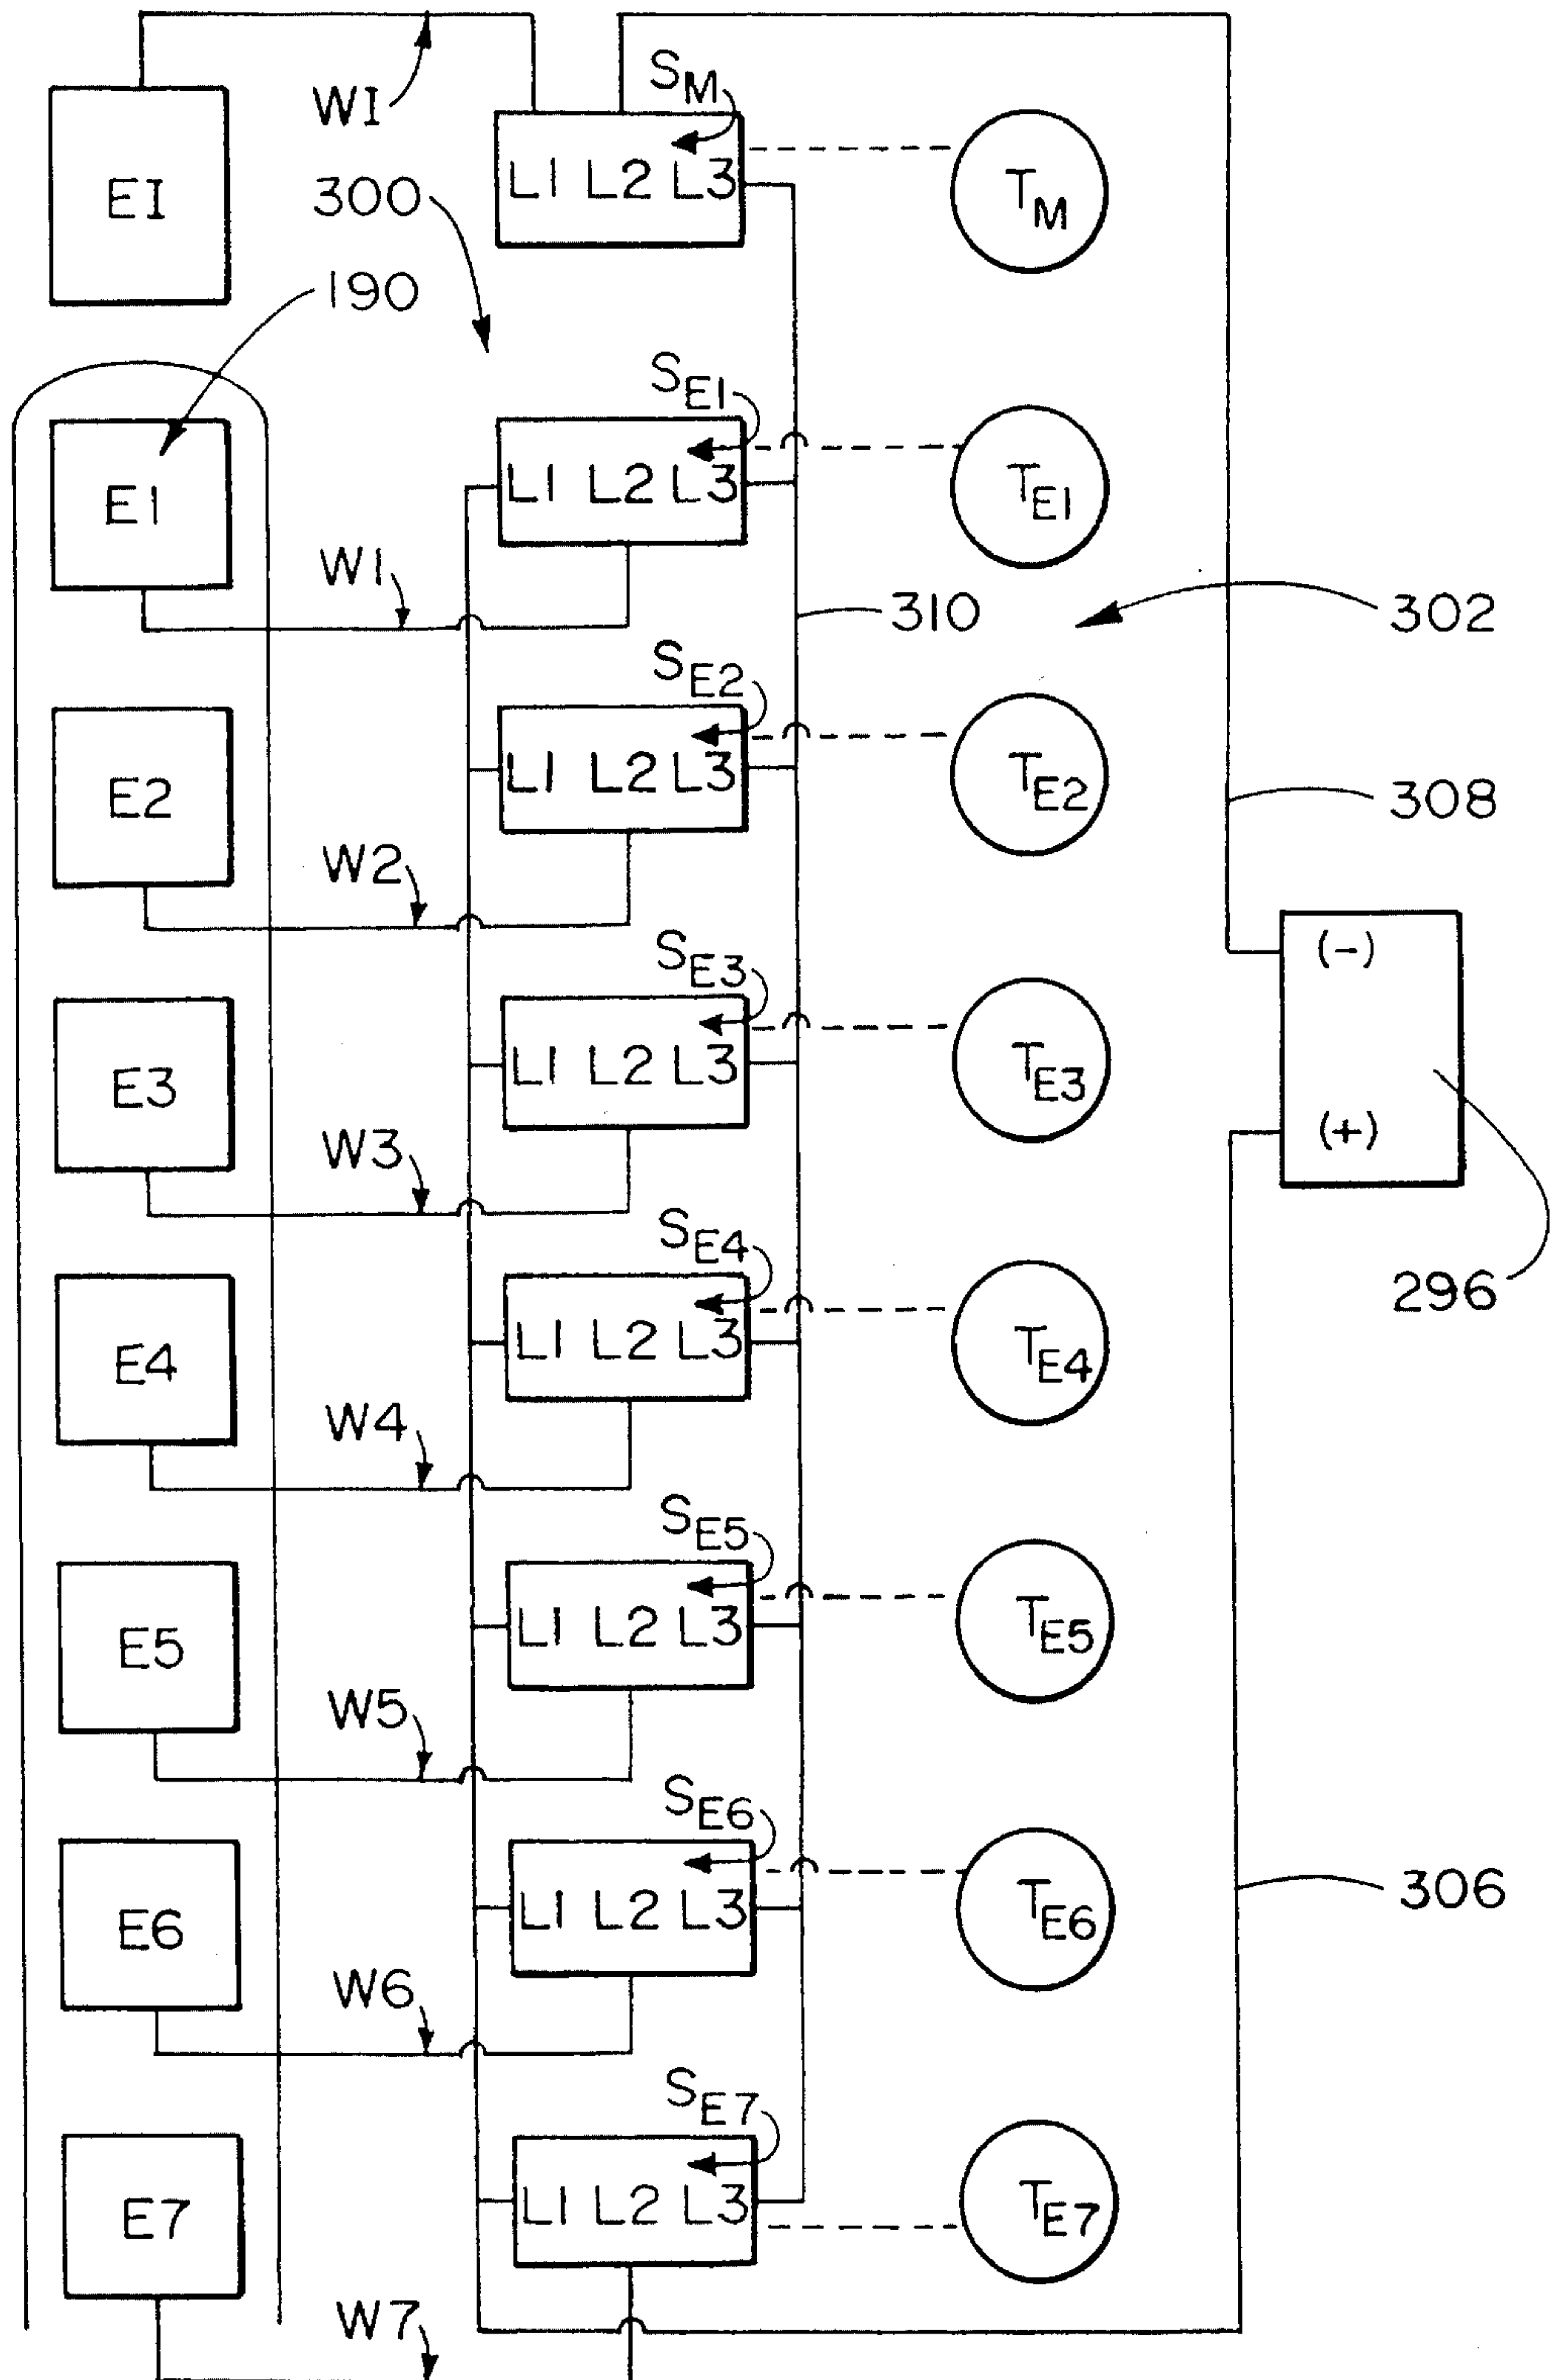 WI
S_M
EI
L1 L2 L3
T_M
300
190
S_E1
E1
L1 L2 L3
T_E1
W1
310
302
S_E2
E2
L1 L2 L3
T_E2
308
W2
(-)
S_E3
E3
L1 L2 L3
T_E3
(+)
W3
296
S_E4
E4
L1 L2 L3
T_E4
W4
S_E5
E5
L1 L2 L3
T_E5
W5
S_E6
E6
L1 L2 L3
T_E6
306
W6
S_E7
E7
L1 L2 L3
T_E7
W7